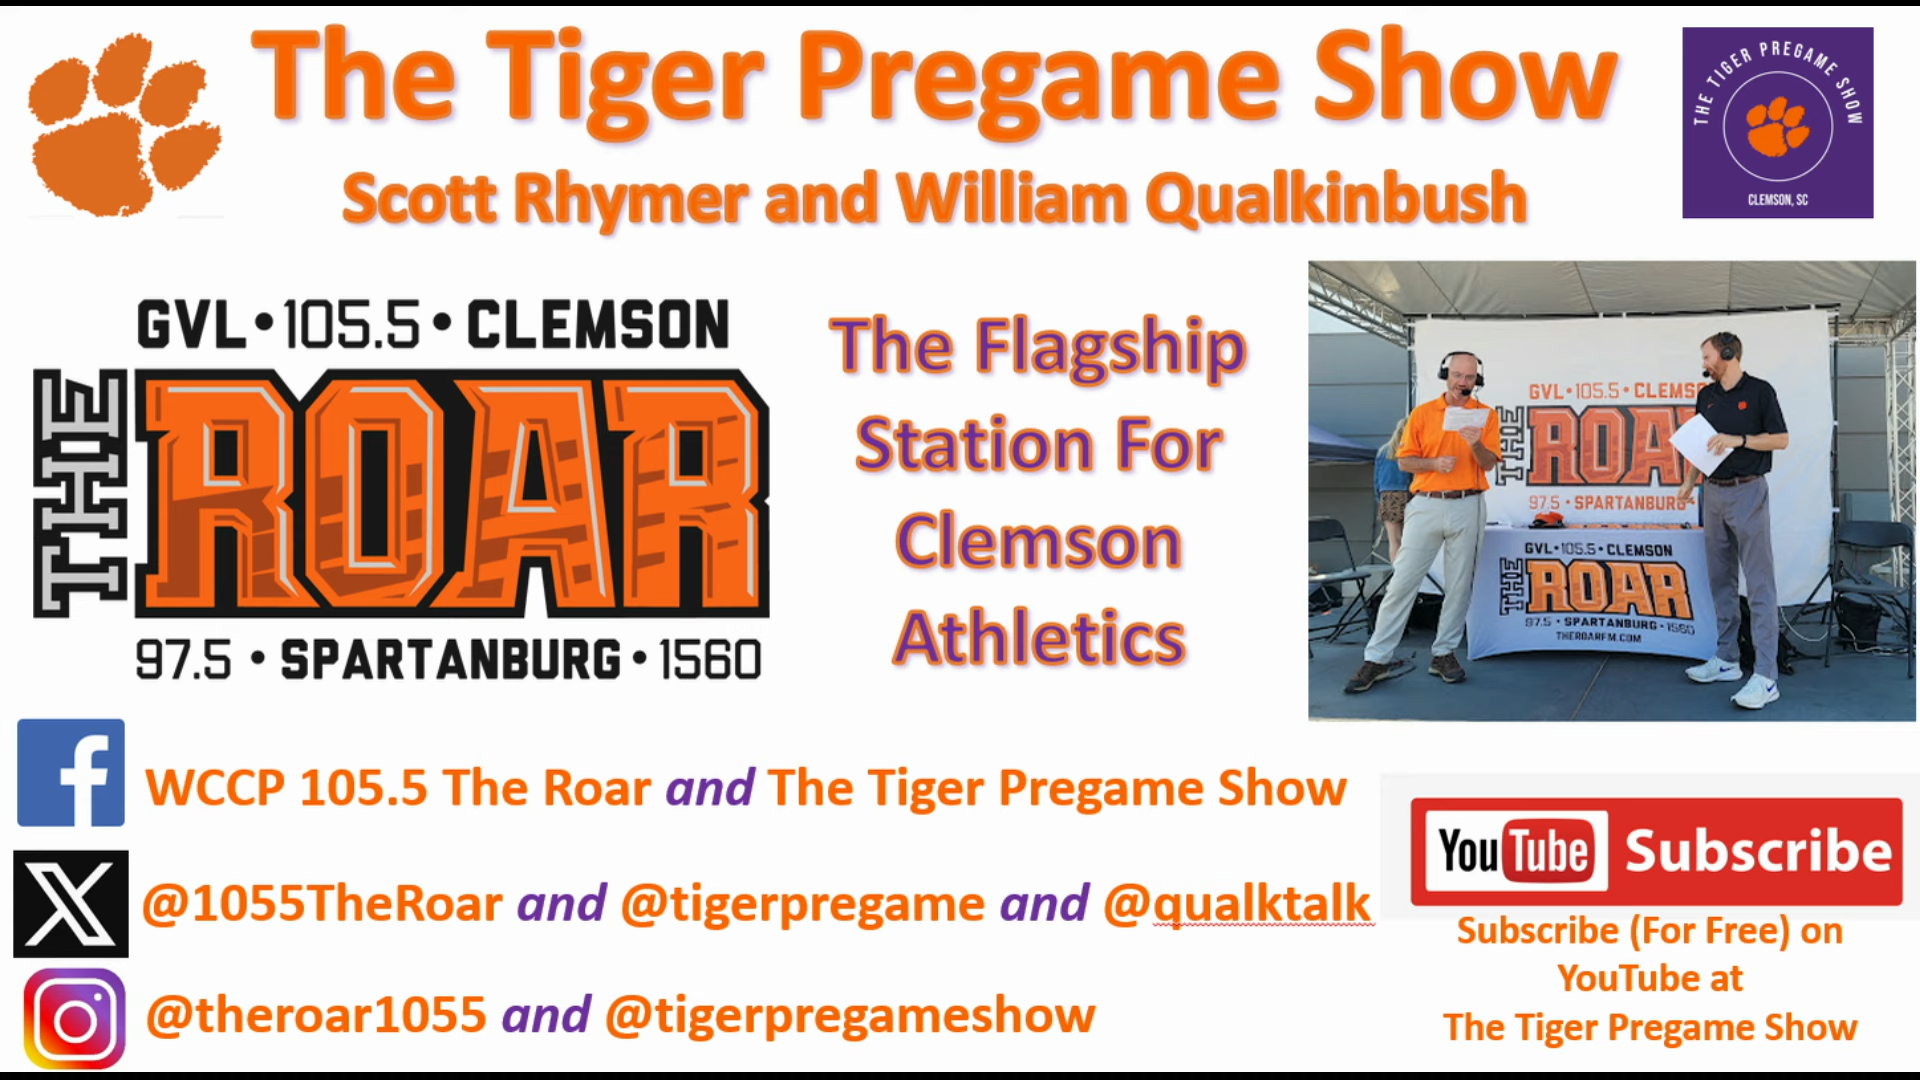 The Tiger Pregame Show
Scott Rhymer and William Qualkinbush
THE TIGER PREGAME SHOW
CLEMSON, SC
GVL • 105.5 • CLEMSON
THE ROAR
97.5 • SPARTANBURG • 1560
The Flagship
Station For
Clemson
Athletics
GVL • 105.5 • CLEMS
THE ROA
97.5 • SPARTANBURG
GVL • 105.5 • CLEMSON
THE ROAR
97.5 • SPARTANBURG • 1560
THEROARFM.COM
WCCP 105.5 The Roar and The Tiger Pregame Show
@1055TheRoar and @tigerpregame and @qualktalk
@theroar1055 and @tigerpregameshow
YouTube Subscribe
Subscribe (For Free) on
YouTube at
The Tiger Pregame Show